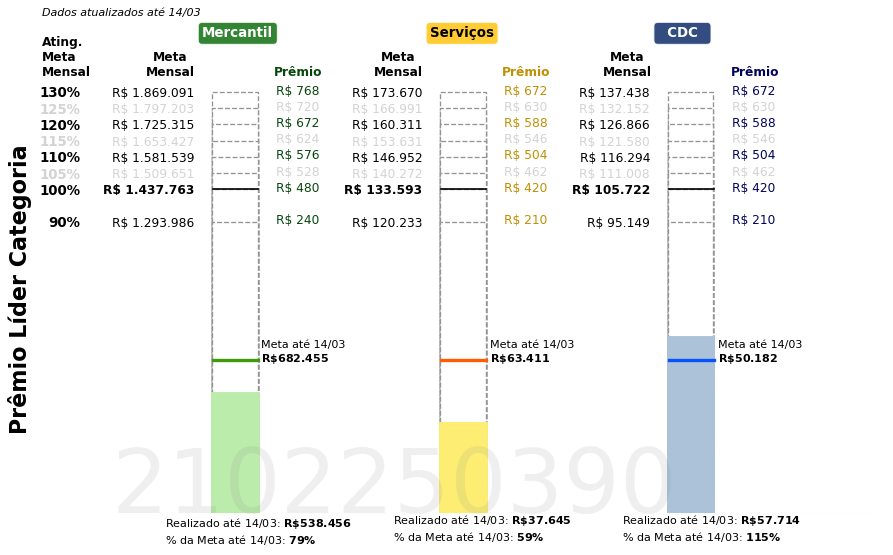 Dados atualizados até 14/03
Mercantil Serviços CDC
Ating.
Meta Meta Meta Meta
Mensal Mensal Prêmio Mensal Prêmio Mensal Prêmio
130% R$ 1.869.091 R$ 768 R$ 173.670 R$ 672 R$ 137.438 R$ 672
125% R$ 1.797.203 R$ 720 R$ 166.991 R$ 630 R$ 132.152 R$ 630
120% R$ 1.725.315 R$ 672 R$ 160.311 R$ 588 R$ 126.866 R$ 588
115% R$ 1.653.427 R$ 624 R$ 153.631 R$ 546 R$ 121.580 R$ 546
110% R$ 1.581.539 R$ 576 R$ 146.952 R$ 504 R$ 116.294 R$ 504
105% R$ 1.509.651 R$ 528 R$ 140.272 R$ 462 R$ 111.008 R$ 462
100% R$ 1.437.763 R$ 480 R$ 133.593 R$ 420 R$ 105.722 R$ 420
90% R$ 1.293.986 R$ 240 R$ 120.233 R$ 210 R$ 95.149 R$ 210
Prêmio Líder Categoria
Meta até 14/03 Meta até 14/03 Meta até 14/03
R$682.455 R$63.411 R$50.182
2102250390
Realizado até 14/03: R$538.456 Realizado até 14/03: R$37.645 Realizado até 14/03: R$57.714
% da Meta até 14/03: 79% % da Meta até 14/03: 59% % da Meta até 14/03: 115%